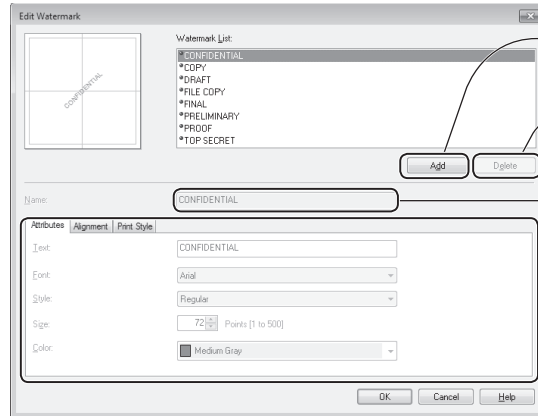 Edit Watermark
Watermark List:
CONFIDENTIAL
CONFIDENTIAL
COPY
DRAFT
FILE COPY
FINAL
PRELIMINARY
PROOF
TOP SECRET
Add Delete
Name: CONFIDENTIAL
Attributes Alignment Print Style
Text: CONFIDENTIAL
Font: Arial
Style: Regular
Size: 72 Points [1 to 500]
Color: Medium Gray
OK Cancel Help